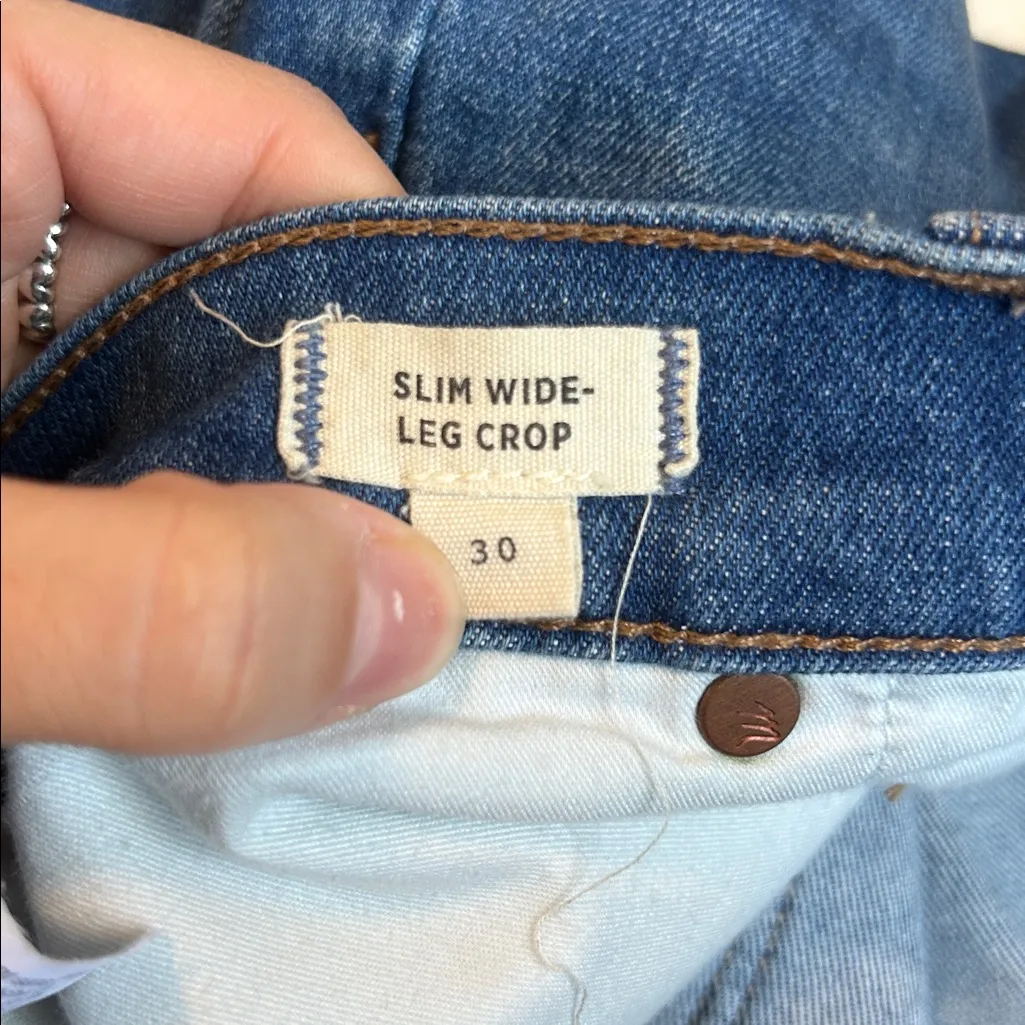 SLIM WIDE-
LEG CROP
30